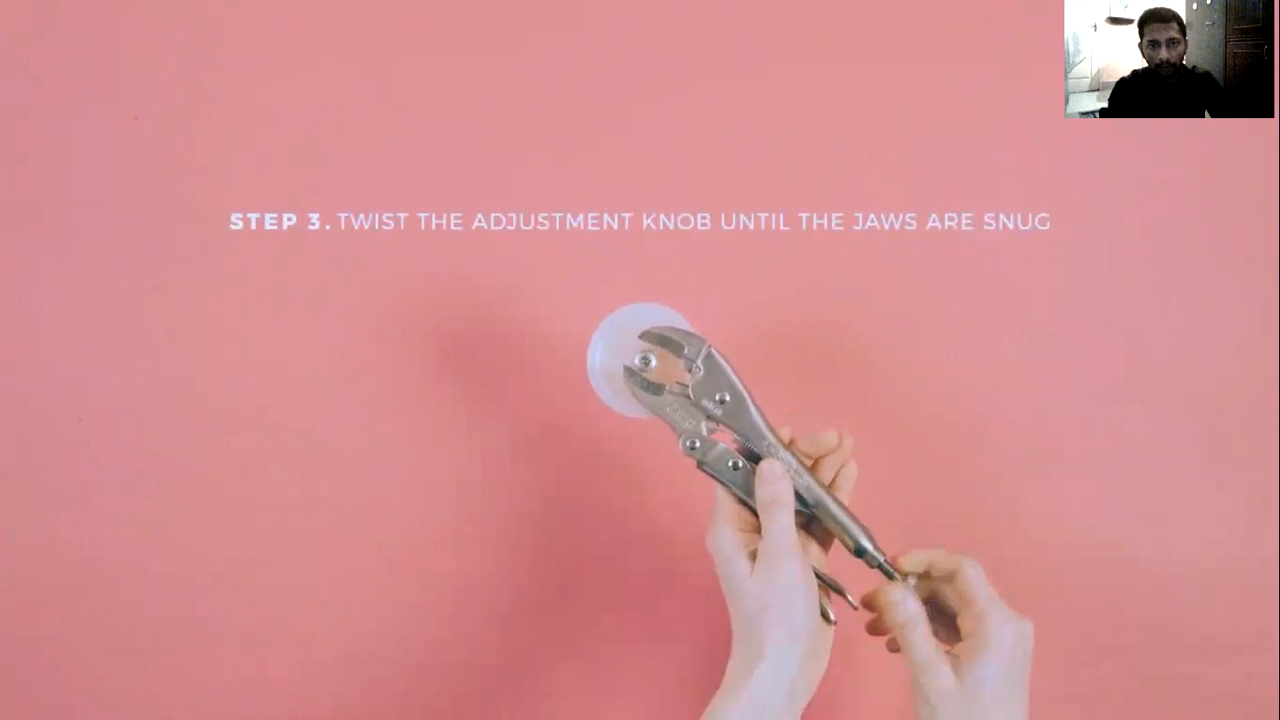 STEP 3. TWIST THE ADJUSTMENT KNOB UNTIL THE JAWS ARE SNUG